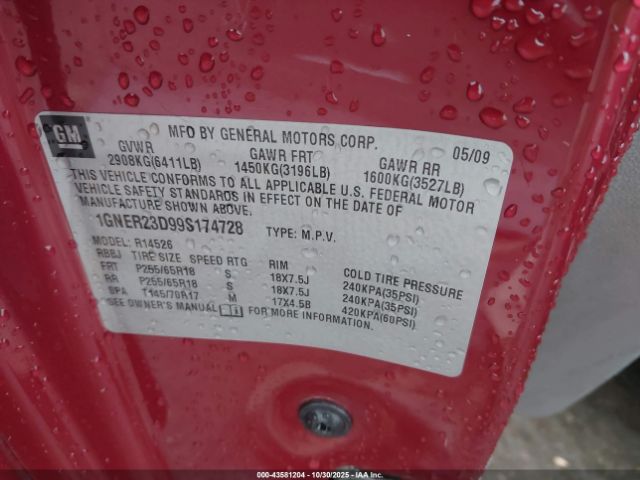 GM
MFD BY GENERAL MOTORS CORP. 05/09
GVWR GAWR FRT GAWR RR
2908KG(6411LB) 1450KG(3196LB) 1600KG(3527LB)
THIS VEHICLE CONFORMS TO ALL APPLICABLE U.S. FEDERAL MOTOR
VEHICLE SAFETY STANDARDS IN EFFECT ON THE DATE OF
MANUFACTURE SHOWN ABOVE.
1GNER23D99S174728 TYPE: M.P.V.
MODEL: R14526
RBBJ TIRE SIZE SPEED RTG RIM COLD TIRE PRESSURE
FRT P255/65R18 S 18X7.5J 240KPA(35PSI)
RR P255/65R18 S 18X7.5J 240KPA(35PSI)
SPA T145/70R17 M 17X4.5B 420KPA(60PSI)
SEE OWNER'S MANUAL FOR MORE INFORMATION.
000-43581204 - 10/30/2025 - IAAI.COM